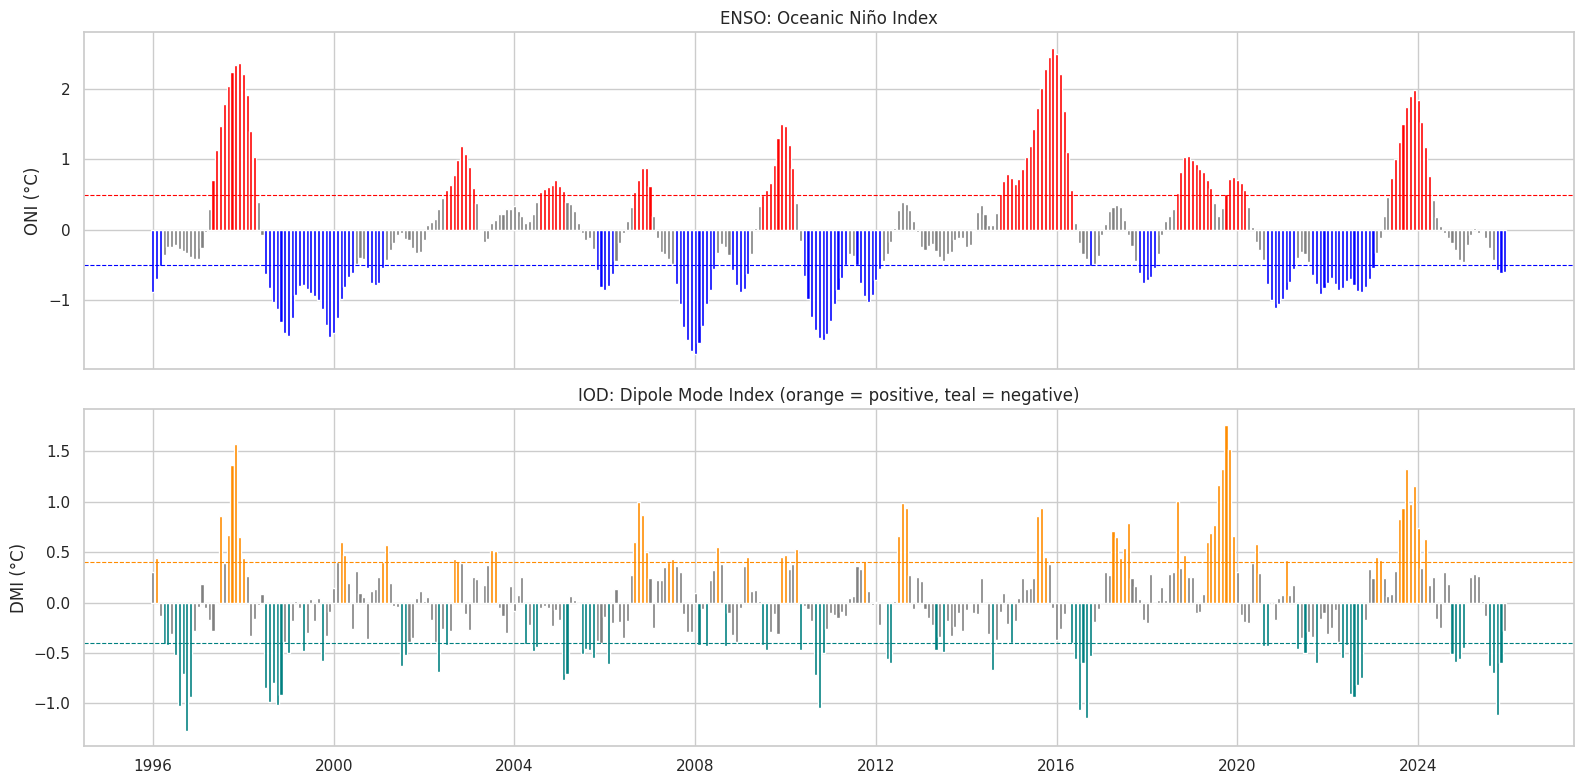 ENSO: Oceanic Niño Index
ONI (°C)
2
1
0
−1
IOD: Dipole Mode Index (orange = positive, teal = negative)
DMI (°C)
1.5
1.0
0.5
0.0
−0.5
−1.0
1996 2000 2004 2008 2012 2016 2020 2024